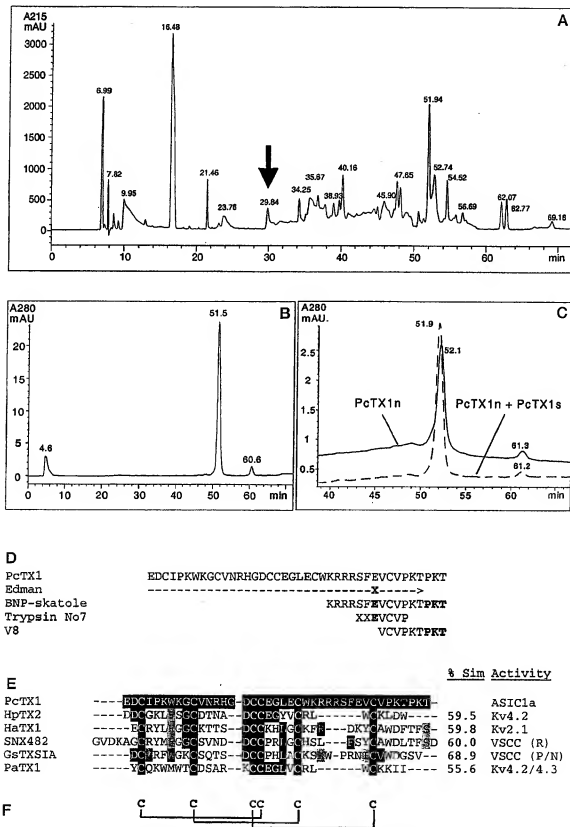 A215
mAU
A
3000
2500
2000
1500
1000
500
0
6.99
7.82
9.95
16.48
21.46
23.76
29.84
34.25
35.67
38.93
40.16
45.90
47.65
51.94
52.74
54.52
56.69
62.07
62.77
69.16
0 10 20 30 40 50 60 min
A280
mAU
B
20
15
10
5
0
4.6
51.5
60.6
0 10 20 30 40 50 60 min
A280
mAU.
C
2.5
2
1.5
1
0.5
51.9
52.1
PcTX1n
PcTX1n + PcTX1s
61.3
61.2
40 45 50 55 60 min
D
PcTX1 EDCIPKWKGCVNRHGDCCEGLECWKRRRSFEVCVPKTPKT
Edman ------------------------------X----->
BNP-skatole KRRRSFEVCVPKTPKT
Trypsin No7 XXEVCVP
V8 VCVPKTPKT
% Sim Activity
E
PcTX1 ----EDCIPKWKGCVNRHG-DCCEGLECWKRRRSFEVCVPKTPKT- ASIC1a
HpTX2 59.5 Kv4.2
HaTX1 59.8 Kv2.1
SNX482 60.0 VSCC (R)
GsTXSIA 68.9 VSCC (P/N)
PaTX1 55.6 Kv4.2/4.3
F
C C CC C C